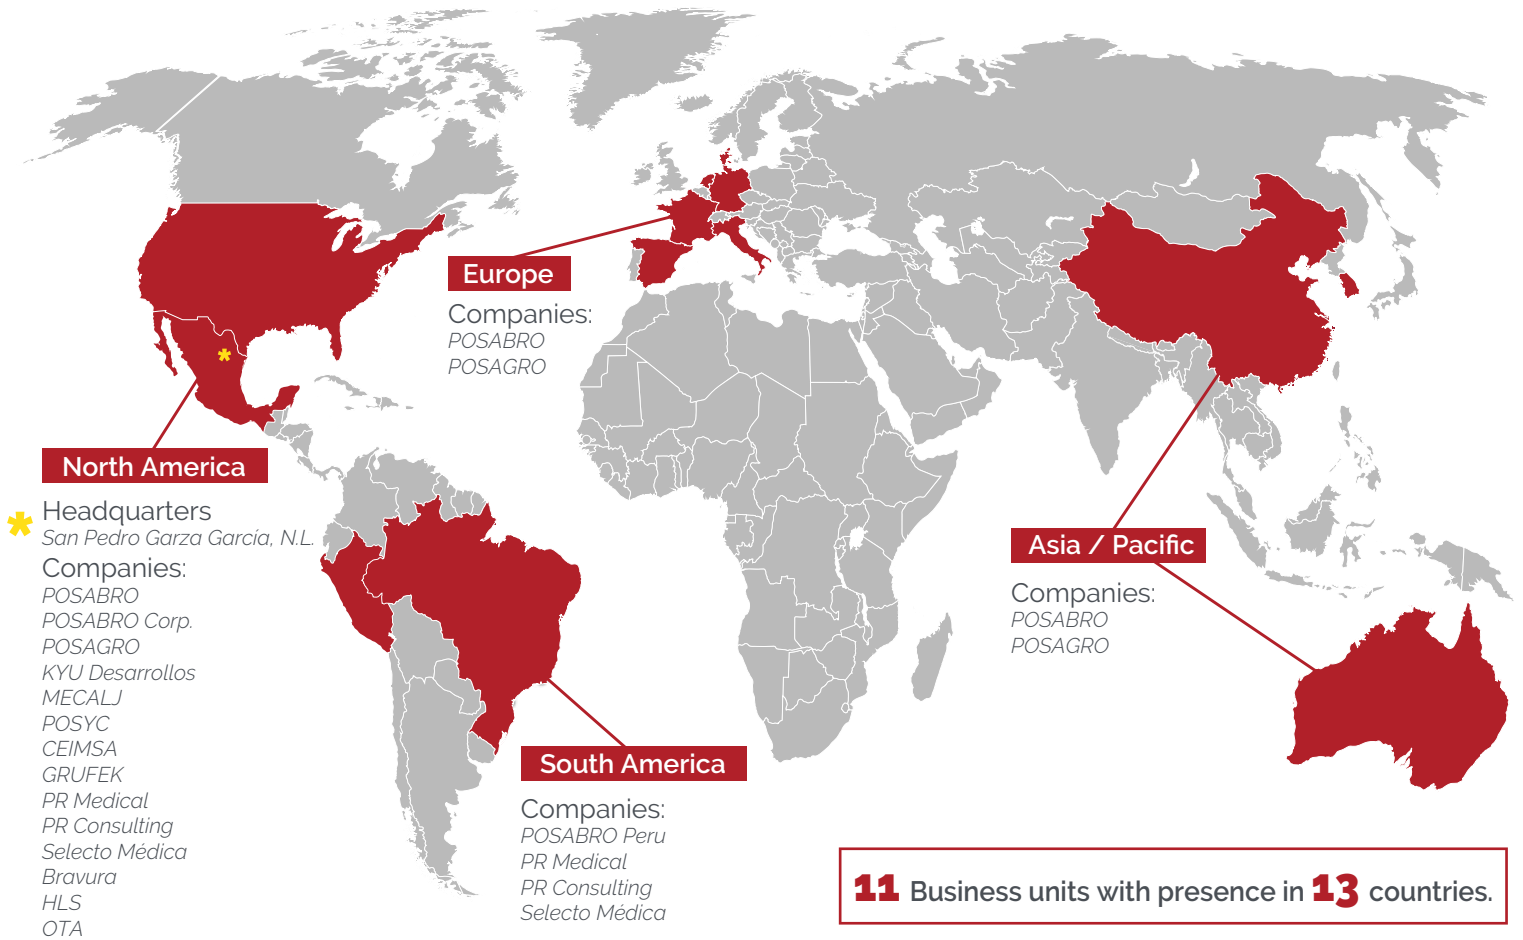 Europe
Companies:
POSABRO
POSAGRO
North America
* Headquarters
San Pedro Garza García, N.L.
Companies:
POSABRO
POSABRO Corp.
POSAGRO
KYU Desarrollos
MECALJ
POSYC
CEIMSA
GRUFEK
PR Medical
PR Consulting
Selecto Médica
Bravura
HLS
OTA
South America
Companies:
POSABRO Peru
PR Medical
PR Consulting
Selecto Médica
Asia / Pacific
Companies:
POSABRO
POSAGRO
11 Business units with presence in 13 countries.